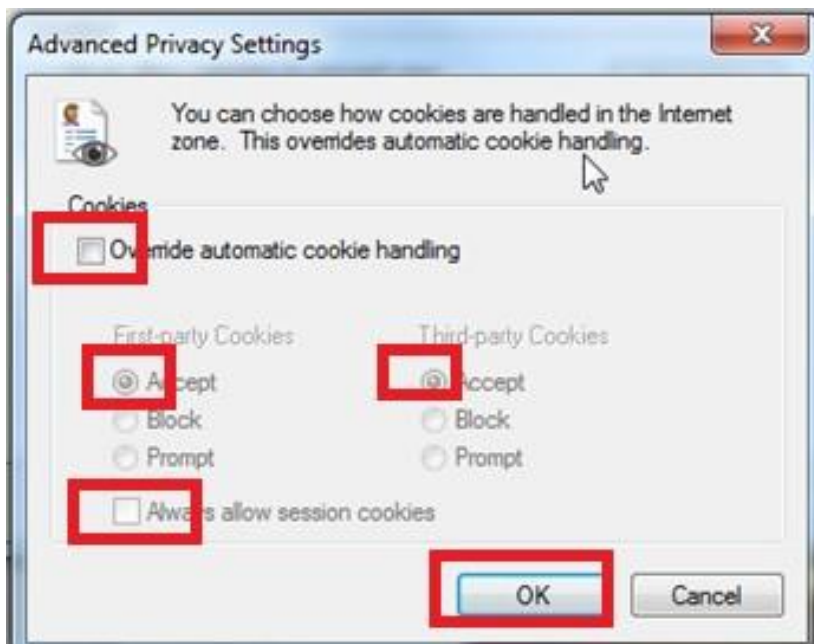 Advanced Privacy Settings
You can choose how cookies are handled in the Internet
zone. This overrides automatic cookie handling.
Cookies
Override automatic cookie handling
First-party Cookies Third-party Cookies
Accept Accept
Block Block
Prompt Prompt
Always allow session cookies
OK Cancel